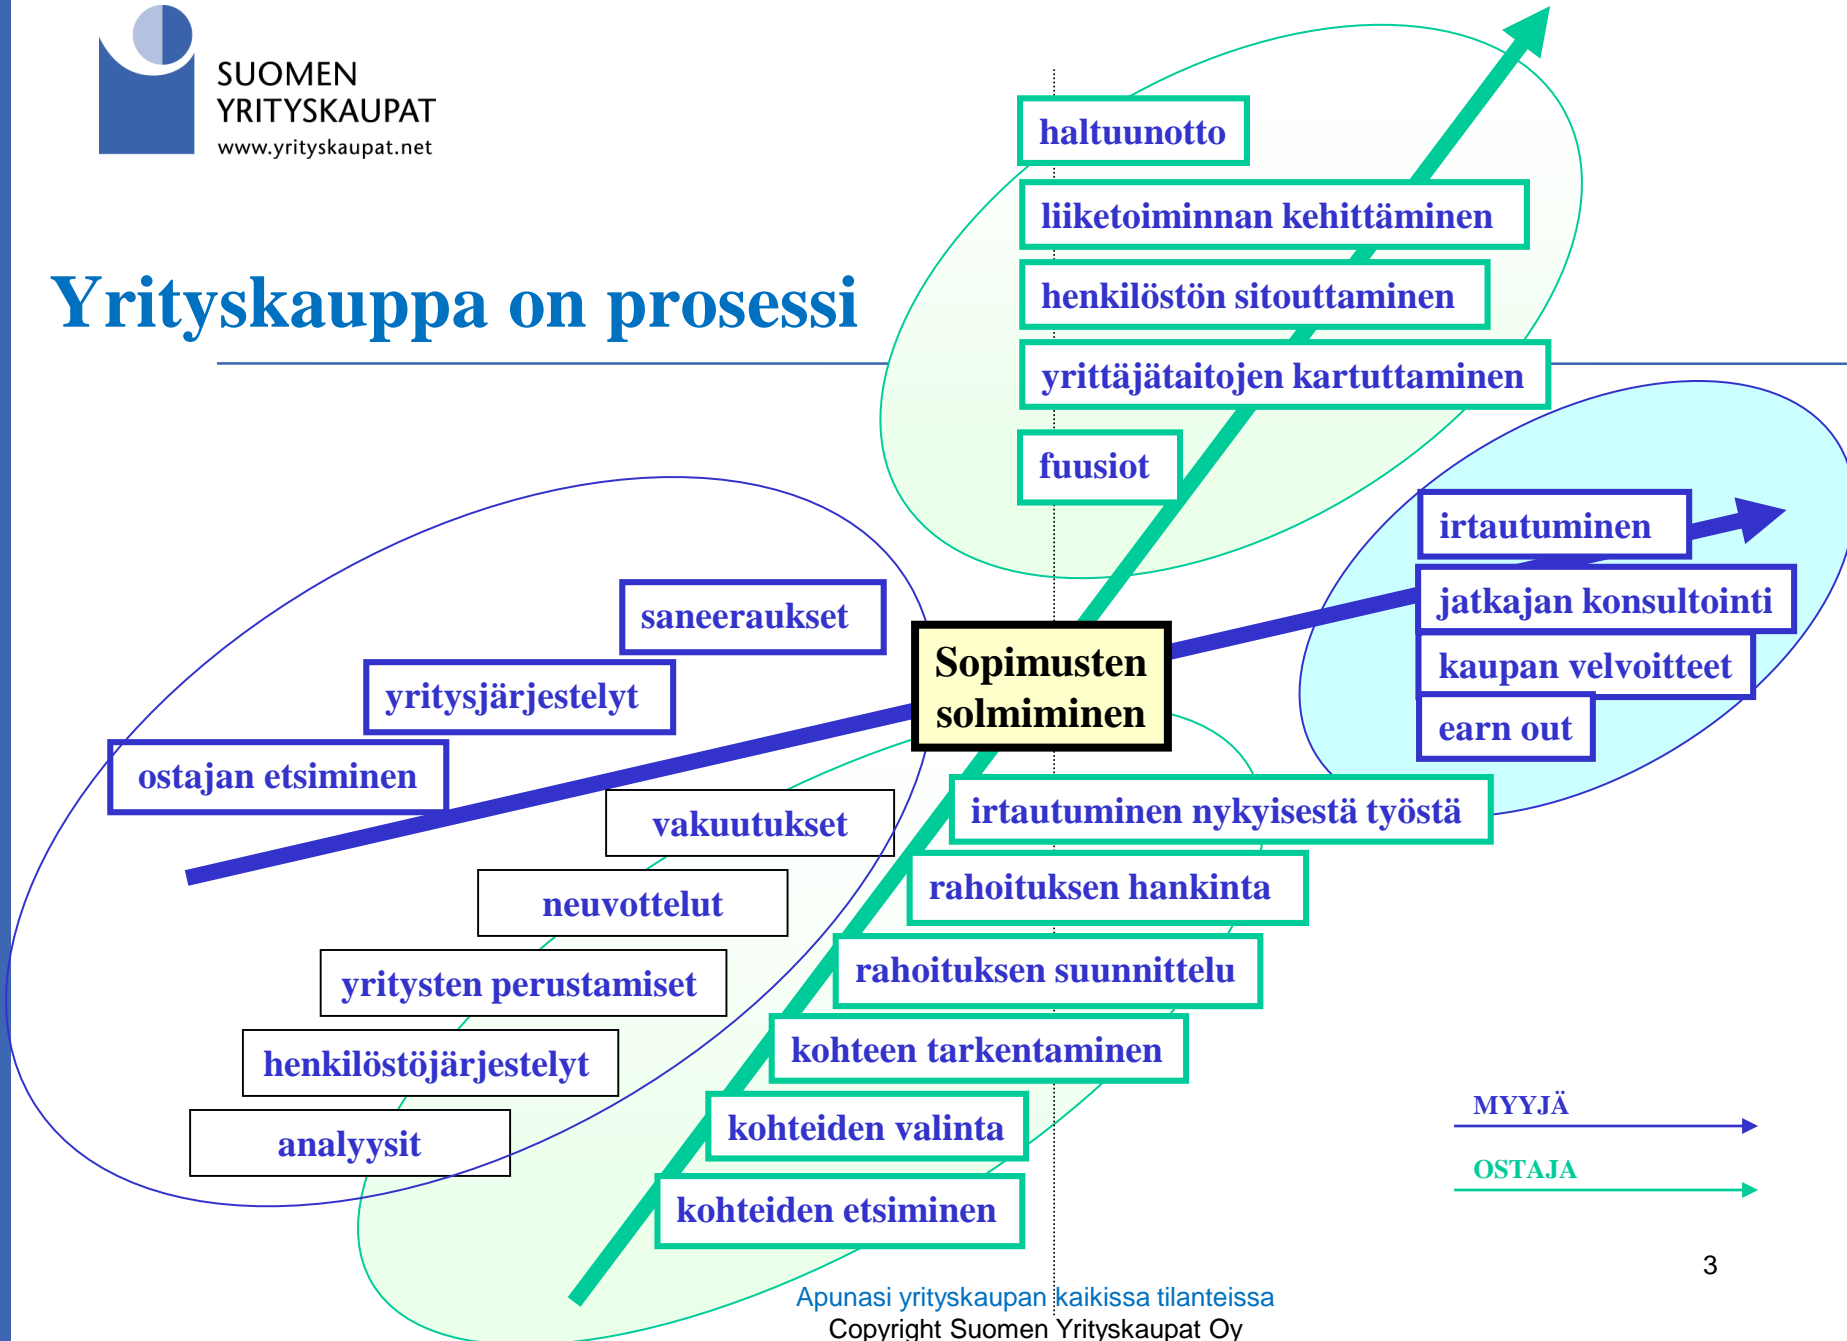 SUOMEN
YRITYSKAUPAT
www.yrityskaupat.net
Yrityskauppa on prosessi
haltuunotto
liiketoiminnan kehittäminen
henkilöstön sitouttaminen
yrittäjätaitojen kartuttaminen
fuusiot
irtautuminen
jatkajan konsultointi
kaupan velvoitteet
earn out
saneeraukset
yritysjärjestelyt
ostajan etsiminen
Sopimusten
solmiminen
vakuutukset
neuvottelut
yritysten perustamiset
henkilöstöjärjestelyt
analyysit
irtautuminen nykyisestä työstä
rahoituksen hankinta
rahoituksen suunnittelu
kohteen tarkentaminen
kohteiden valinta
kohteiden etsiminen
MYYJÄ
OSTAJA
3
Apunasi yrityskaupan kaikissa tilanteissa
Copyright Suomen Yrityskaupat Oy